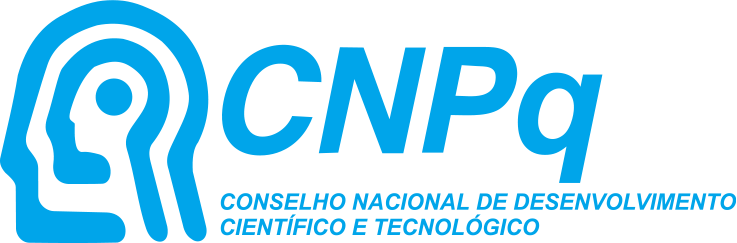 CNPq
CONSELHO NACIONAL DE DESENVOLVIMENTO
CIENTÍFICO E TECNOLÓGICO